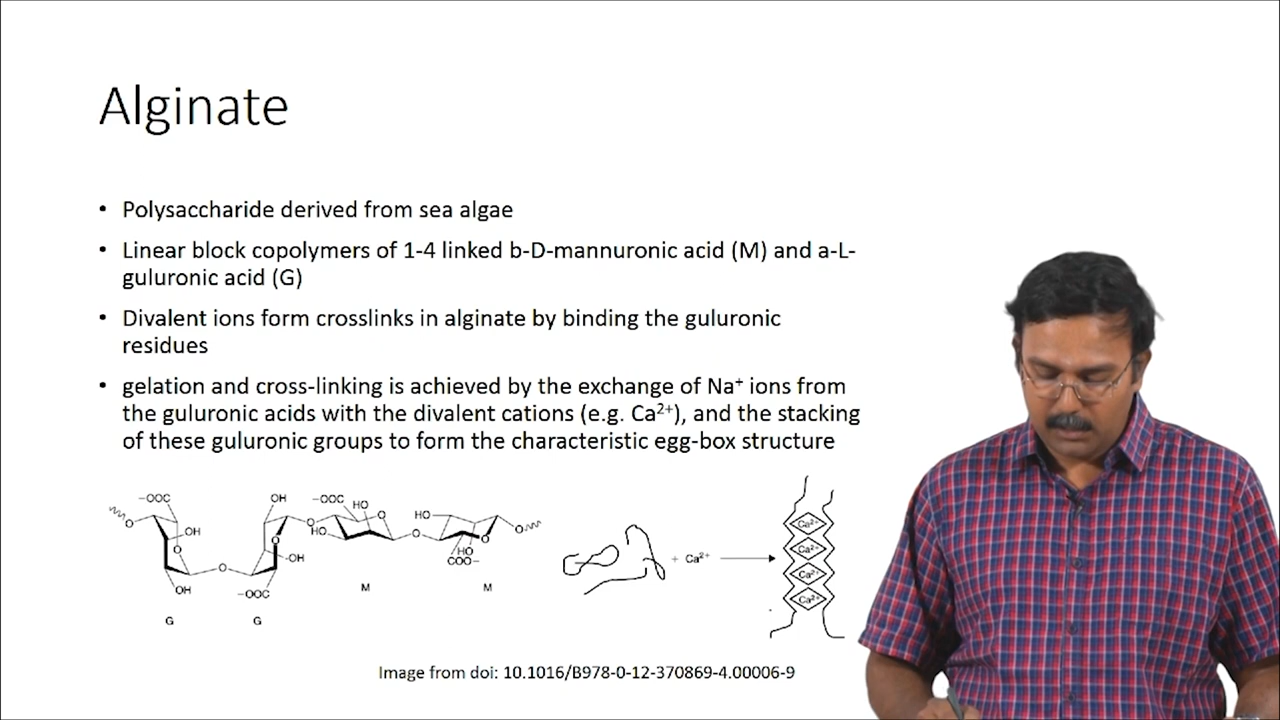 Alginate
• Polysaccharide derived from sea algae
• Linear block copolymers of 1-4 linked b-D-mannuronic acid (M) and a-L-
guluronic acid (G)
• Divalent ions form crosslinks in alginate by binding the guluronic
residues
• gelation and cross-linking is achieved by the exchange of Na⁺ ions from
the guluronic acids with the divalent cations (e.g. Ca²⁺), and the stacking
of these guluronic groups to form the characteristic egg-box structure
-OOC
O
OH
O
OH
O
OH
O
OH
-OOC
O
-OOC
HO
O
HO
O
HO
O
HO
COO-
O
G
G
M
M
+ Ca²⁺
Ca²⁺
Ca²⁺
Ca²⁺
Ca²⁺
Image from doi: 10.1016/B978-0-12-370869-4.00006-9